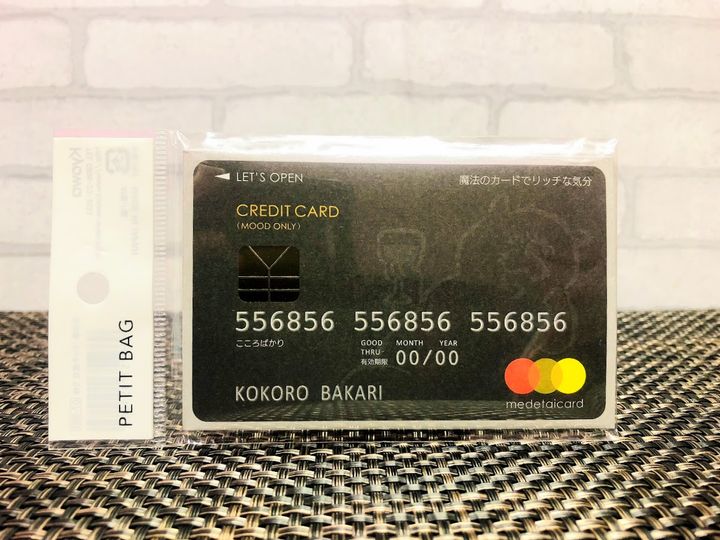 LET'S OPEN
魔法のカードでリッチな気分
CREDIT CARD
(MOOD ONLY)
556856 556856 556856
こころばかり
GOOD THRU
有効期限
MONTH YEAR
00/00
KOKORO BAKARI
medetaicard
Kyowa
PETIT BAG